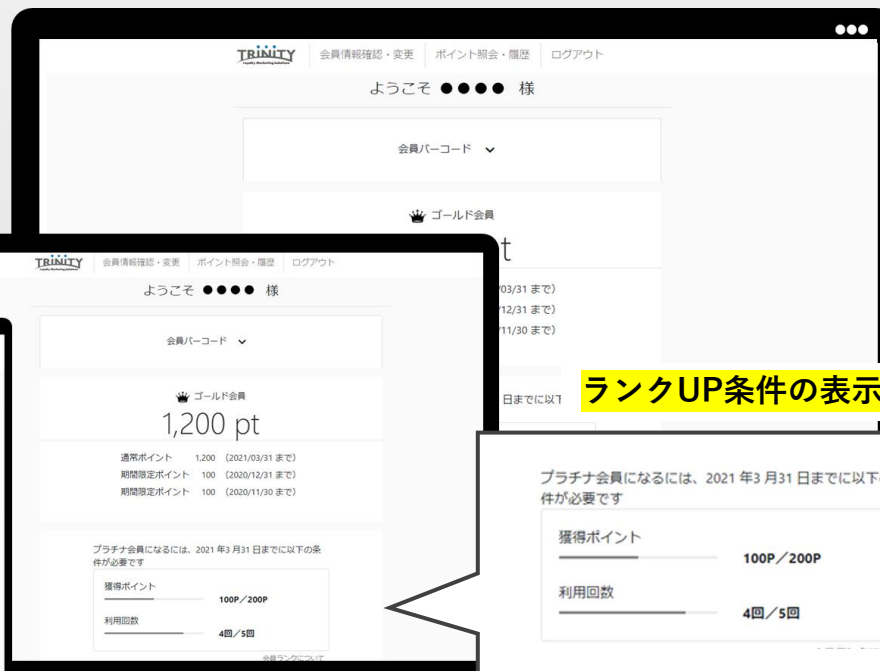 TRiNiTY 会員情報確認・変更 ポイント照会・履歴 ログアウト
ようこそ ●●●● 様
会員バーコード
ゴールド会員
t
03/31 まで）
12/31 まで）
11/30 まで）
日までに以下
TRiNiTY 会員情報確認・変更 ポイント照会・履歴 ログアウト
ようこそ ●●●● 様
会員バーコード
ゴールド会員
1,200 pt
通常ポイント 1,200 （2021/03/31 まで）
期間限定ポイント 100 （2020/12/31 まで）
期間限定ポイント 100 （2020/11/30 まで）
プラチナ会員になるには、2021 年3 月31 日までに以下の条
件が必要です
獲得ポイント
100P／200P
利用回数
4回／5回
会員ランクについて
ランクUP条件の表示
プラチナ会員になるには、2021 年3 月31 日までに以下
件が必要です
獲得ポイント
100P／200P
利用回数
4回／5回